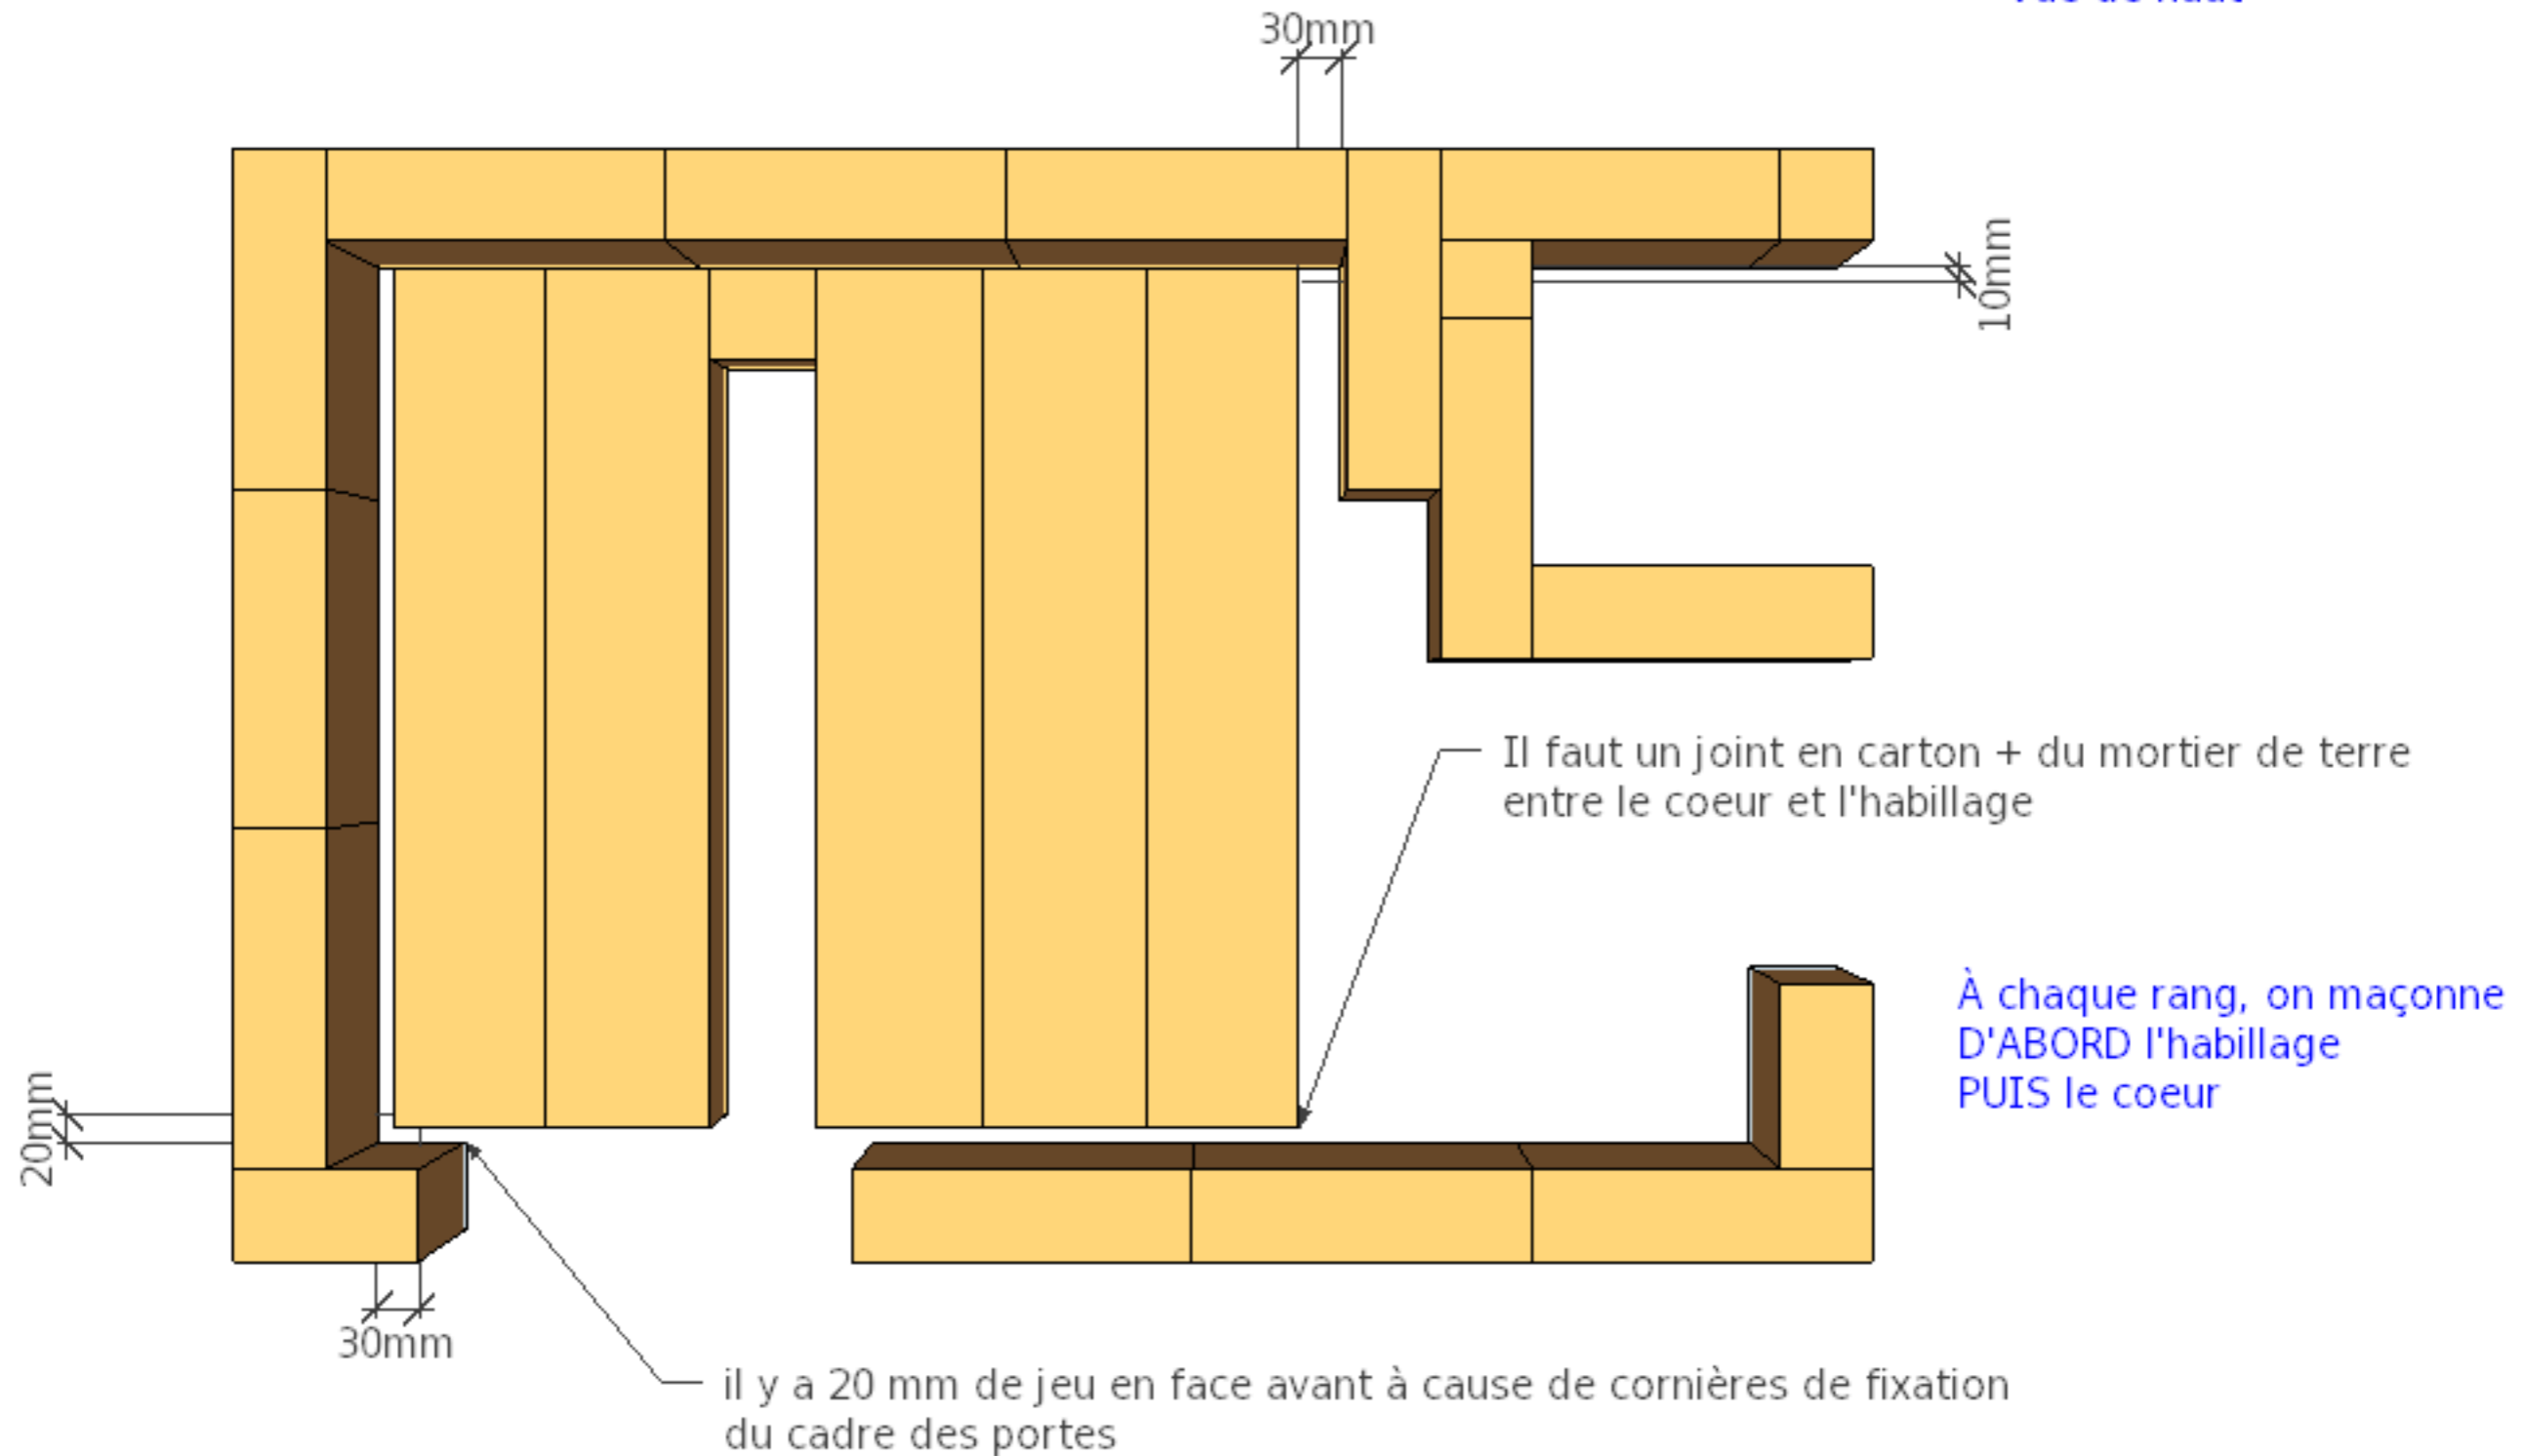 30mm
10mm
Il faut un joint en carton + du mortier de terre
entre le coeur et l'habillage
À chaque rang, on maçonne
D'ABORD l'habillage
PUIS le coeur
20mm
30mm
il y a 20 mm de jeu en face avant à cause de cornières de fixation
du cadre des portes